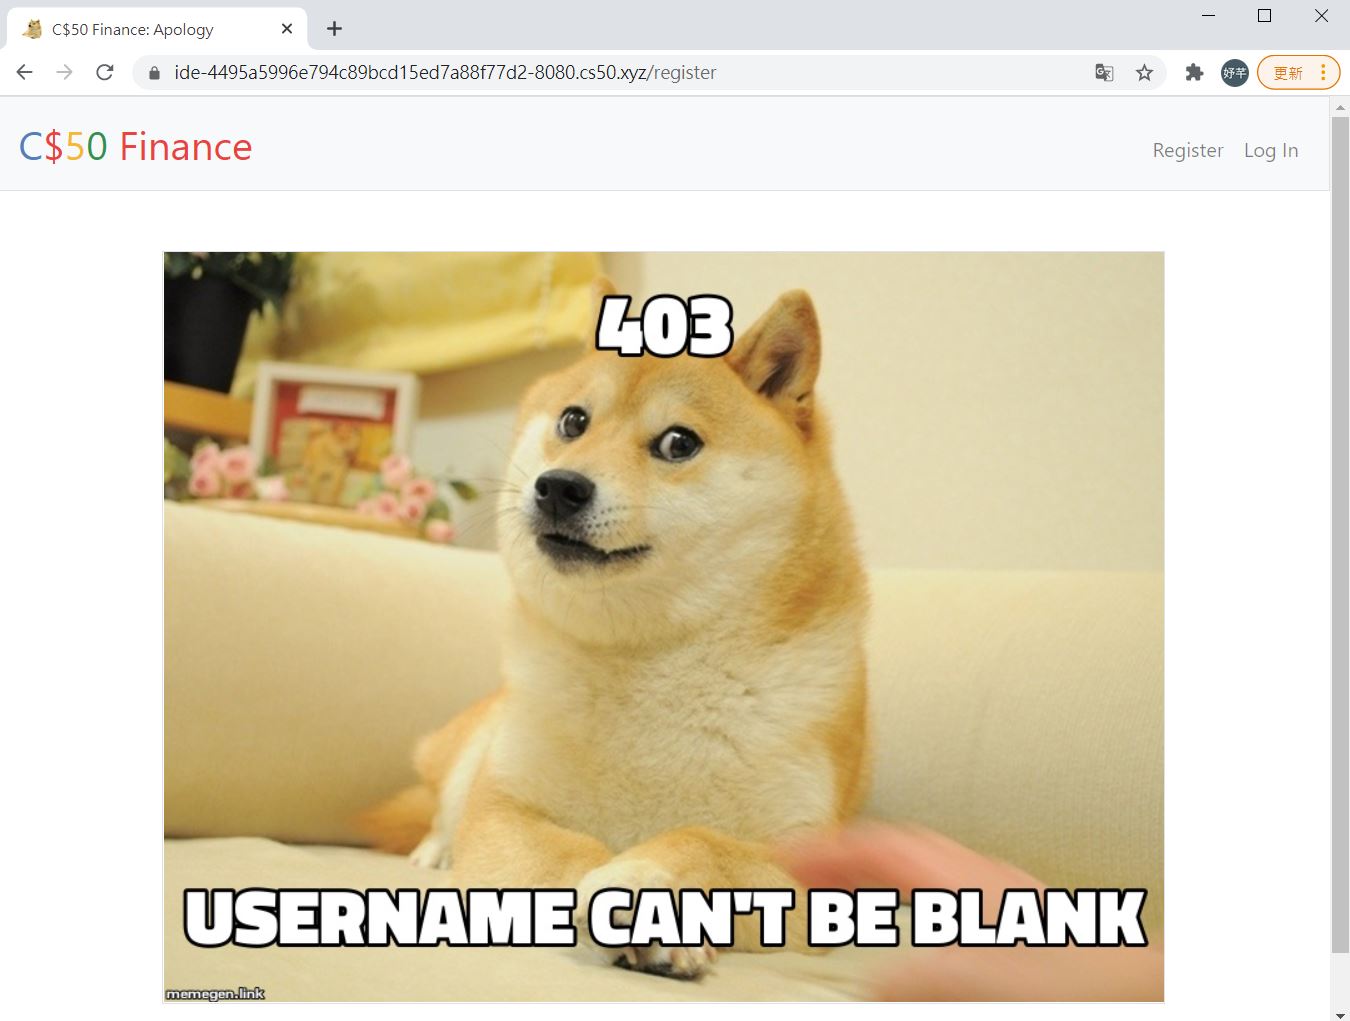 C$50 Finance: Apology
ide-4495a5996e794c89bcd15ed7a88f77d2-8080.cs50.xyz/register
妤芊
更新
C$50 Finance
Register
Log In
403
USERNAME CAN'T BE BLANK
memegen.link